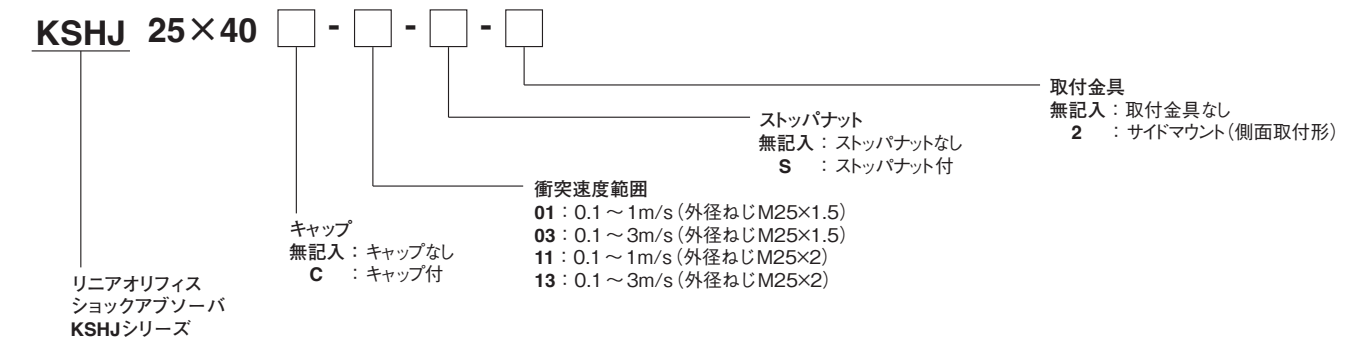 KSHJ 25×40 □ - □ - □ - □
取付金具
無記入：取付金具なし
2：サイドマウント（側面取付形）
ストッパナット
無記入：ストッパナットなし
S：ストッパナット付
衝突速度範囲
01：0.1～1m/s（外径ねじM25×1.5）
03：0.1～3m/s（外径ねじM25×1.5）
11：0.1～1m/s（外径ねじM25×2）
13：0.1～3m/s（外径ねじM25×2）
キャップ
無記入：キャップなし
C：キャップ付
リニアオリフィス
ショックアブソーバ
KSHJシリーズ